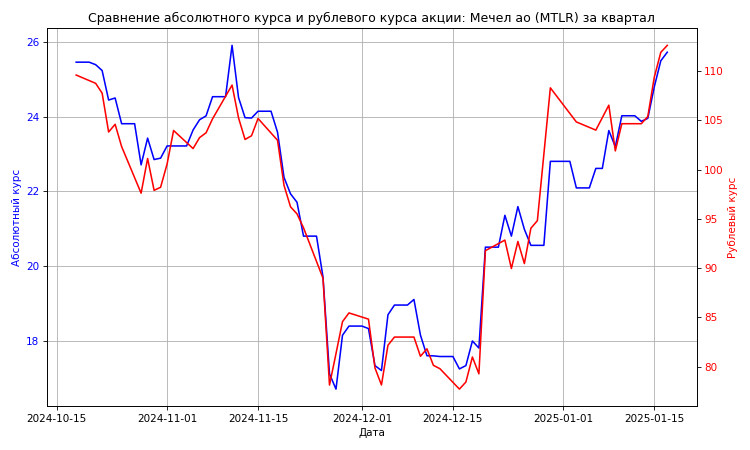 Сравнение абсолютного курса и рублевого курса акции: Мечел ао (MTLR) за квартал
26
24
22
20
18
Абсолютный курс
110
105
100
95
90
85
80
Рублевый курс
2024-10-15 2024-11-01 2024-11-15 2024-12-01 2024-12-15 2025-01-01 2025-01-15
Дата